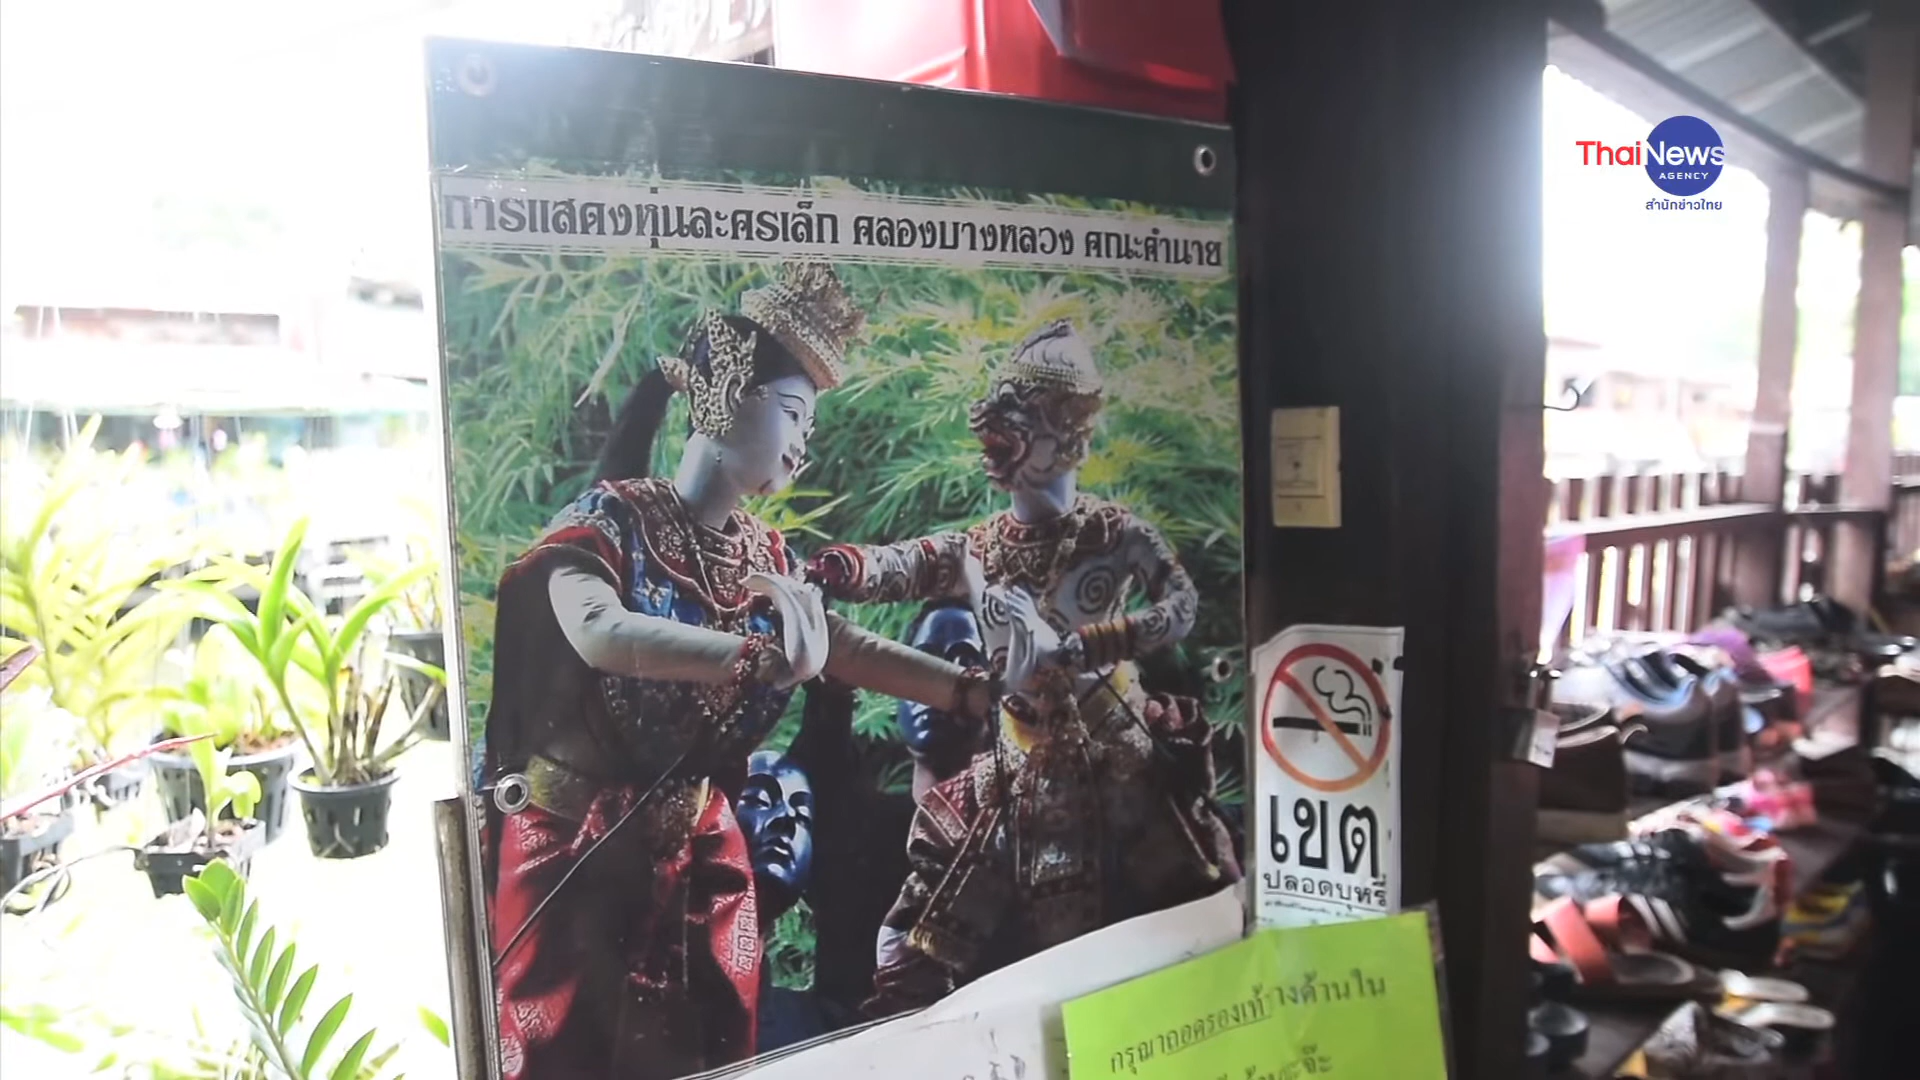 ThaiNews
AGENCY
สำนักข่าวไทย
การแสดงหุ่นละครเล็ก คลองบางหลวง คณะคำนาย
เขต
ปลอดบุหรี่
กรุณาถอดรองเท้าวางด้านใน